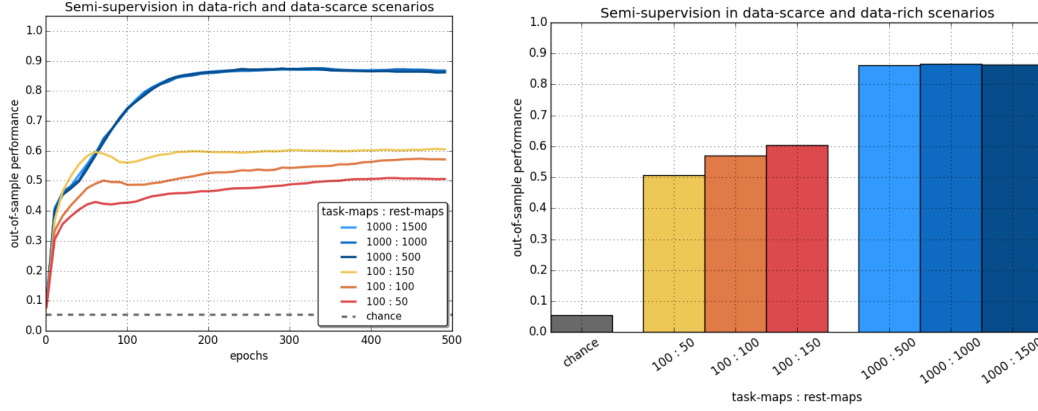 Semi-supervision in data-rich and data-scarce scenarios
out-of-sample performance
1.0
0.9
0.8
0.7
0.6
0.5
0.4
0.3
0.2
0.1
0.0
task-maps : rest-maps
1000 : 1500
1000 : 1000
1000 : 500
100 : 150
100 : 100
100 : 50
chance
0 100 200 300 400 500
epochs
Semi-supervision in data-scarce and data-rich scenarios
out-of-sample performance
1.0
0.9
0.8
0.7
0.6
0.5
0.4
0.3
0.2
0.1
0.0
chance
100 : 50
100 : 100
100 : 150
1000 : 500
1000 : 1000
1000 : 1500
task-maps : rest-maps